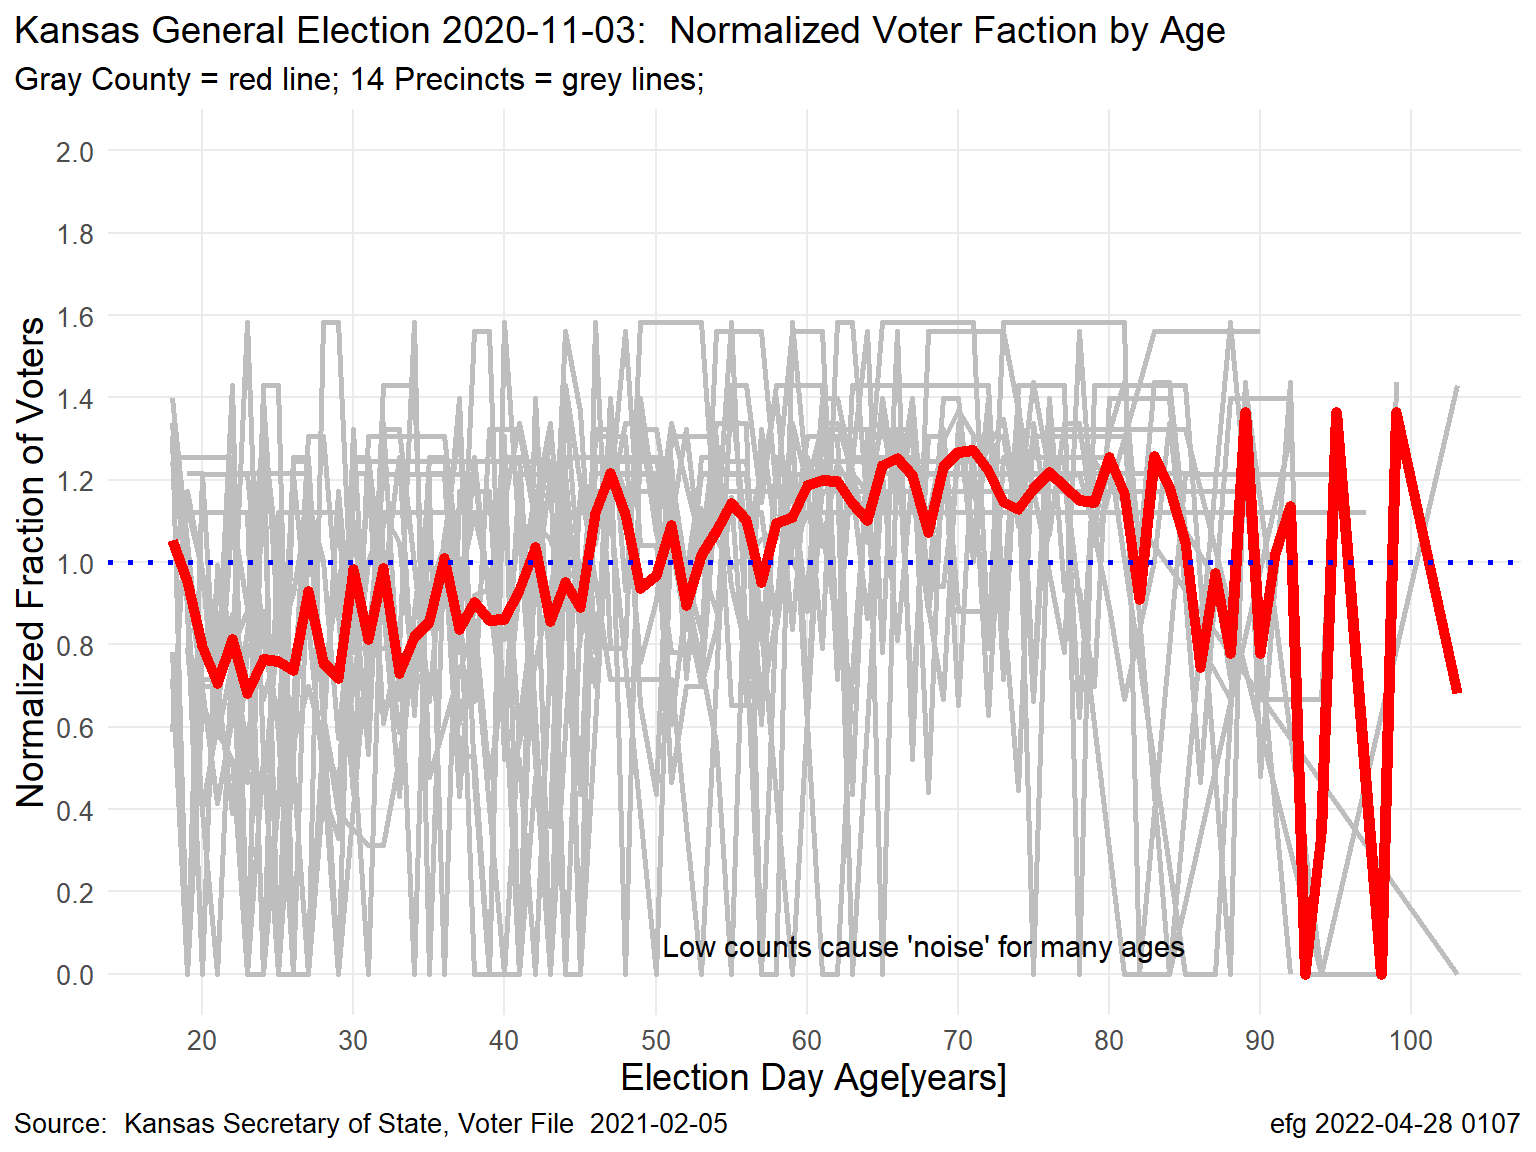 Kansas General Election 2020-11-03:  Normalized Voter Faction by Age
Gray County = red line; 14 Precincts = grey lines;
Normalized Fraction of Voters
2.0
1.8
1.6
1.4
1.2
1.0
0.8
0.6
0.4
0.2
0.0
Low counts cause 'noise' for many ages
20 30 40 50 60 70 80 90 100
Election Day Age[years]
Source:  Kansas Secretary of State, Voter File  2021-02-05
efg 2022-04-28 0107